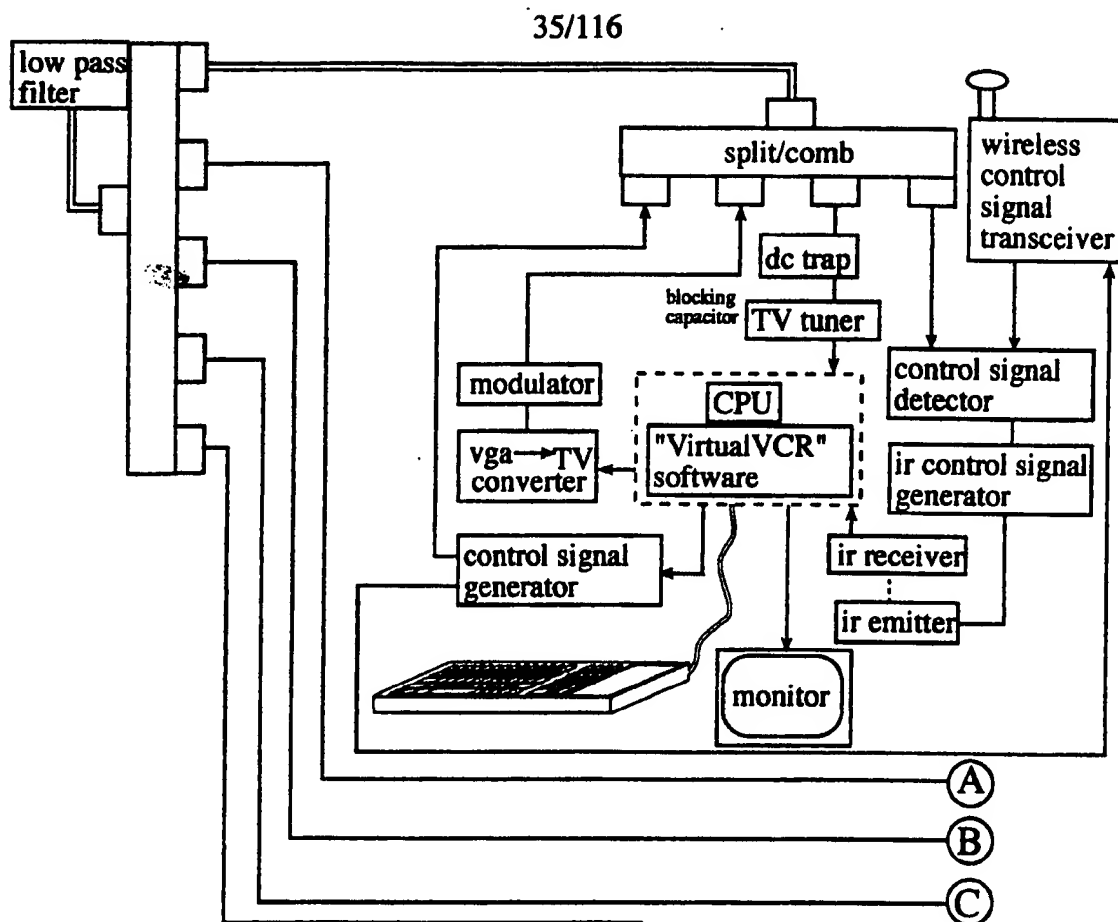 35/116
low pass
filter
split/comb
wireless
control
signal
transceiver
dc trap
blocking
capacitor
TV tuner
modulator
CPU
control signal
detector
vga→TV
converter
"VirtualVCR"
software
ir control signal
generator
control signal
generator
ir receiver
ir emitter
monitor
A
B
C